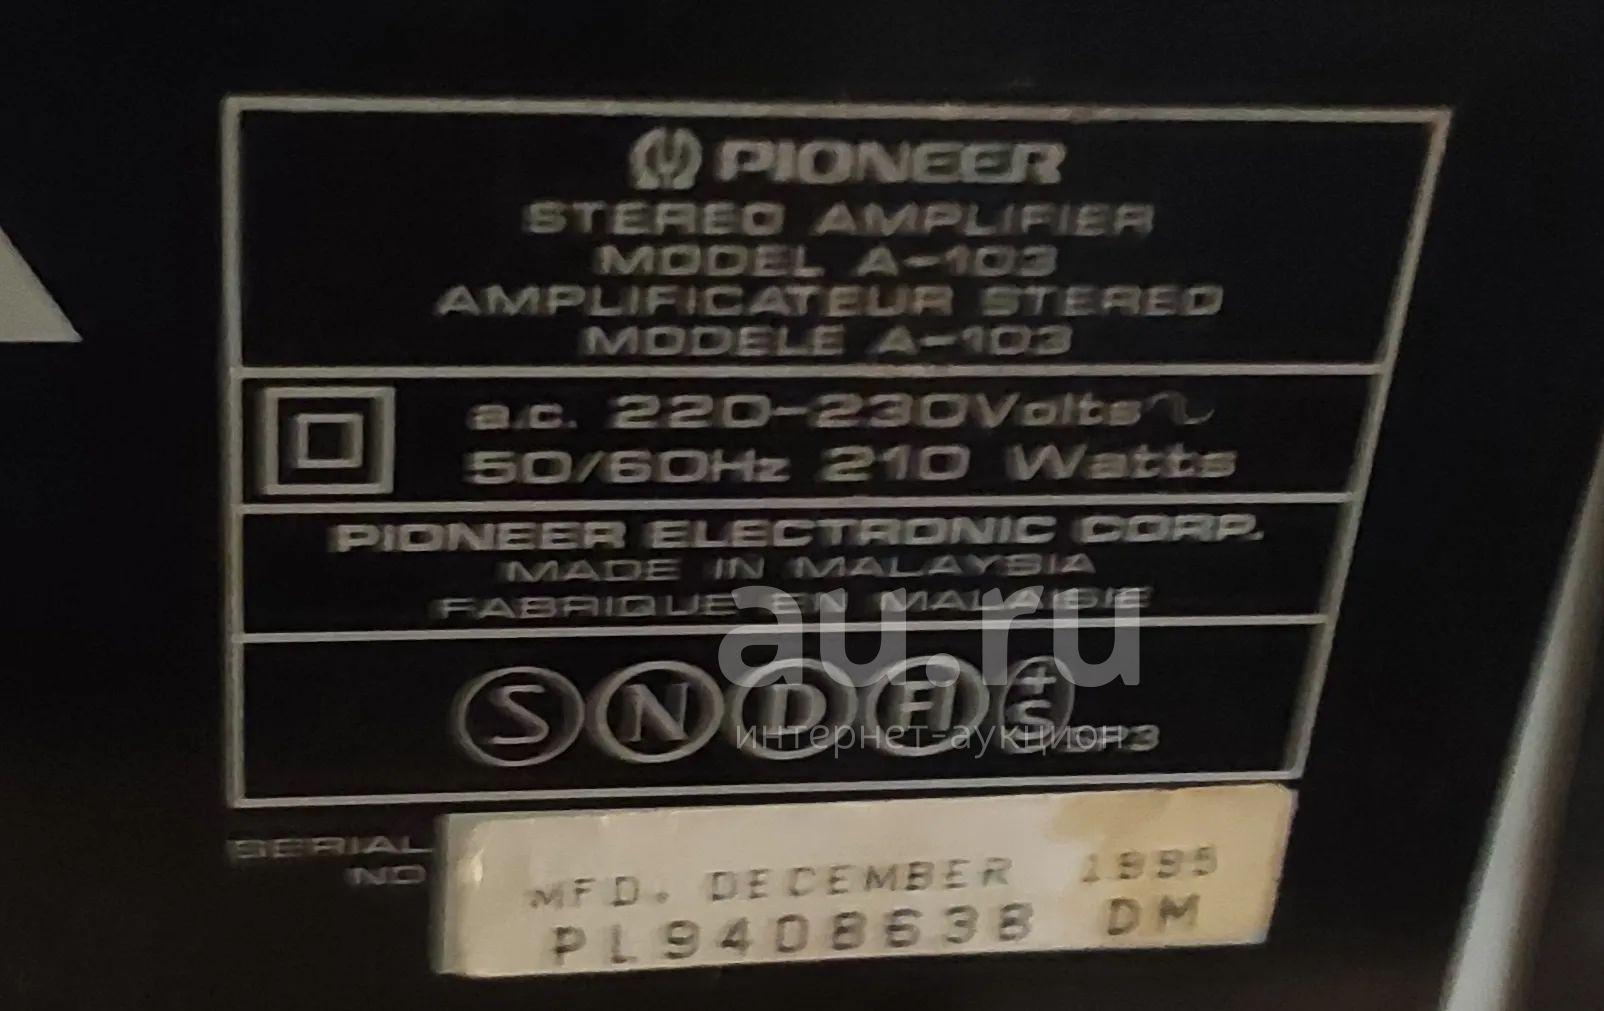 PIONEER
STEREO AMPLIFIER
MODEL A-103
AMPLIFICATEUR STEREO
MODELE A-103
a.c. 220-230Volts~
50/60Hz 210 Watts
PIONEER ELECTRONIC CORP.
MADE IN MALAYSIA
FABRIQUE EN MALAISIE
au.ru
S N D FI +S
интернет-аукцион
SERIAL
NO
MFD. DECEMBER 1995
PL9408638 DM